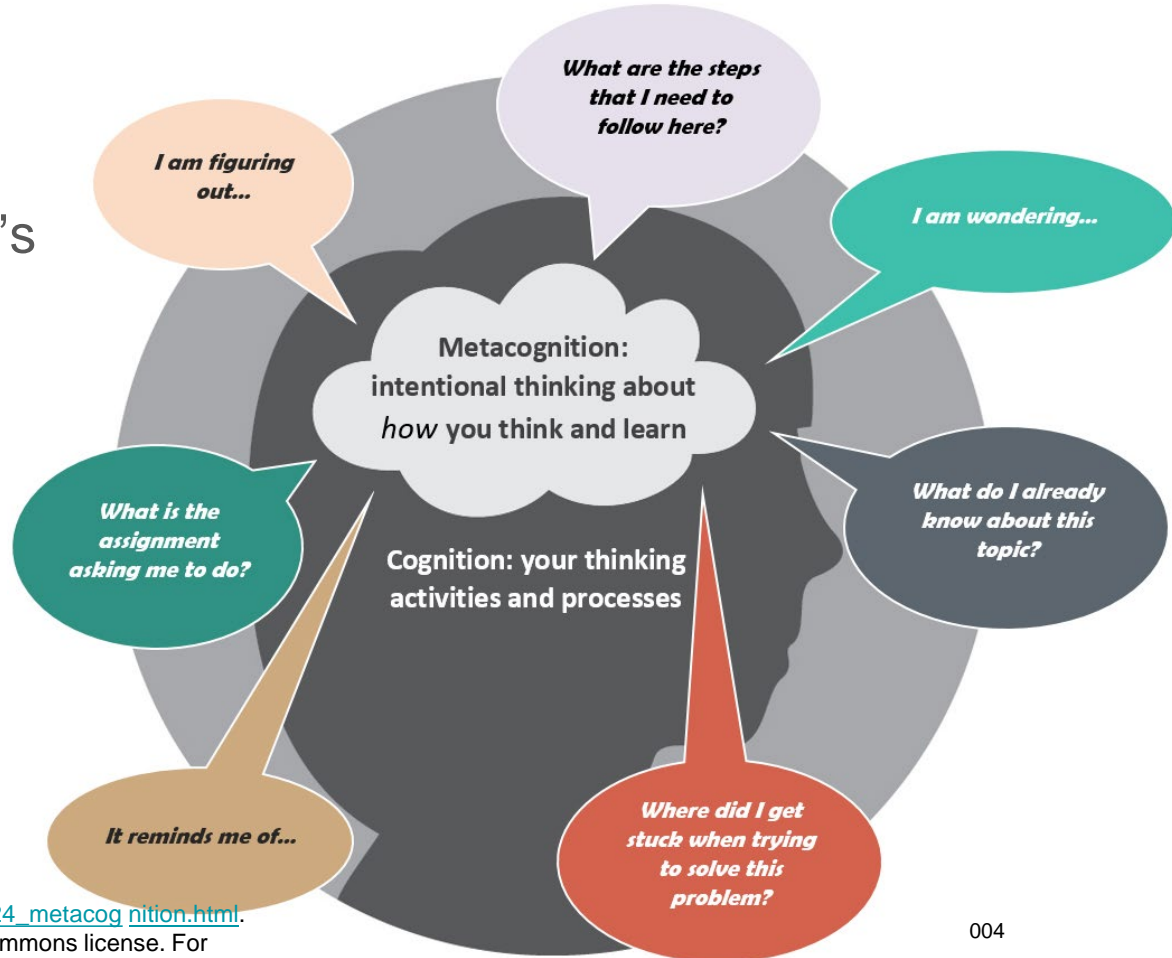 What are the steps
that I need to
follow here?
I am figuring
out...
's
I am wondering...
Metacognition:
intentional thinking about
how you think and learn
What is the
assignment
asking me to do?
What do I already
know about this
topic?
Cognition: your thinking
activities and processes
It reminds me of...
Where did I get
stuck when trying
to solve this
problem?
24_metacog nition.html.
mmons license. For
004